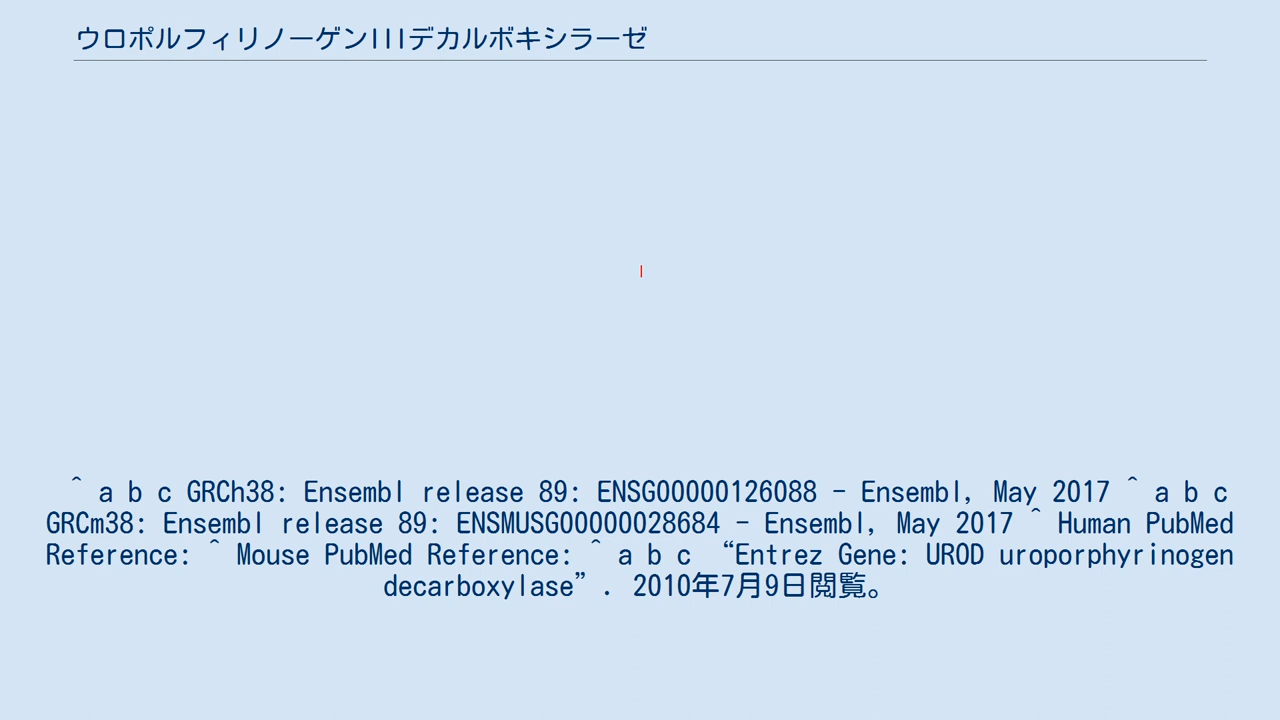 ウロポルフィリノーゲンIIIデカルボキシラーゼ
^ a b c GRCh38: Ensembl release 89: ENSG00000126088 - Ensembl, May 2017 ^ a b c
GRCm38: Ensembl release 89: ENSMUSG00000028684 - Ensembl, May 2017 ^ Human PubMed
Reference: ^ Mouse PubMed Reference: ^ a b c “Entrez Gene: UROD uroporphyrinogen
decarboxylase”. 2010年7月9日閲覧。